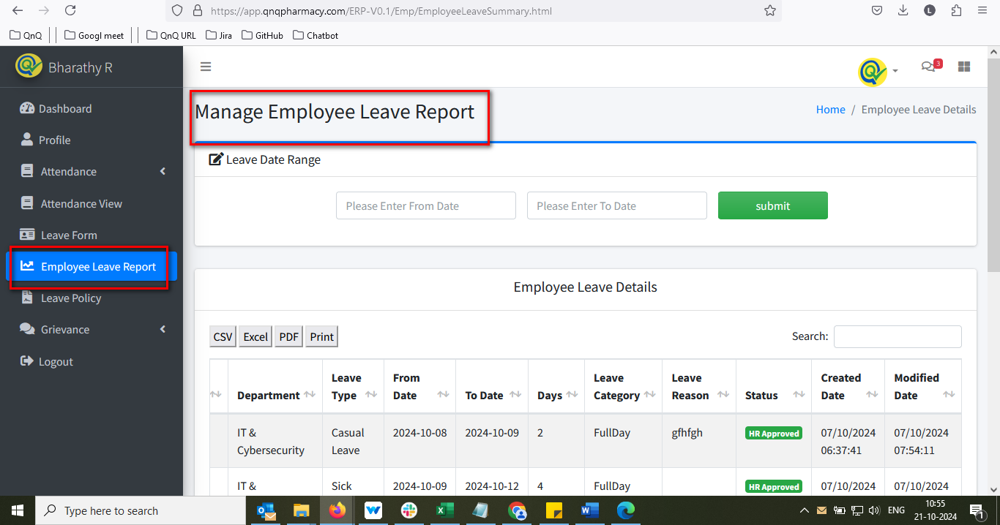 https://app.qnqpharmacy.com/ERP-V0.1/Emp/EmployeeLeaveSummary.html
L
QnQ
Googl meet
QnQ URL
Jira
GitHub
Chatbot
Bharathy R
3
Dashboard
Profile
Attendance
Attendance View
Leave Form
Employee Leave Report
Leave Policy
Grievance
Logout
Manage Employee Leave Report
Home / Employee Leave Details
Leave Date Range
Please Enter From Date
Please Enter To Date
submit
Employee Leave Details
CSV Excel PDF Print
Search:
Department
Leave Type
From Date
To Date
Days
Leave Category
Leave Reason
Status
Created Date
Modified Date
IT & Cybersecurity
Casual Leave
2024-10-08
2024-10-09
2
FullDay
gfhfgh
HR Approved
07/10/2024 06:37:41
07/10/2024 07:54:11
IT &
Sick
2024-10-09
2024-10-12
4
FullDay
HR Approved
07/10/2024
07/10/2024
Type here to search
ENG
10:55
21-10-2024
1